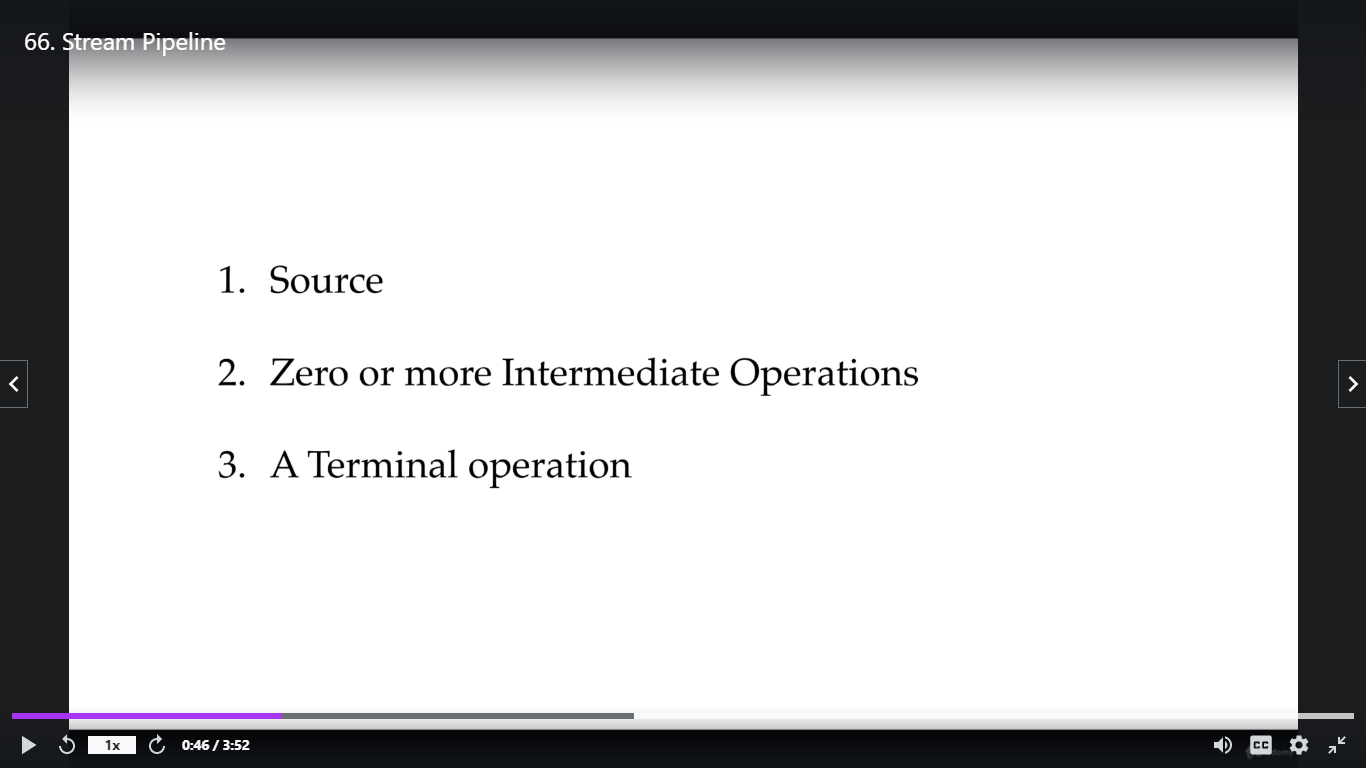 66. Stream Pipeline
1. Source
2. Zero or more Intermediate Operations
3. A Terminal operation
1x
0:46 / 3:52
CC